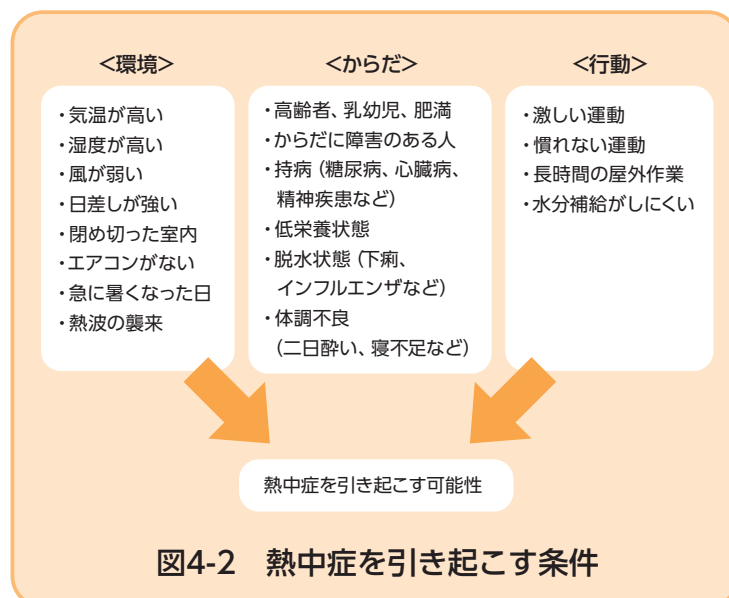 <環境>
・気温が高い
・湿度が高い
・風が弱い
・日差しが強い
・閉め切った室内
・エアコンがない
・急に暑くなった日
・熱波の襲来
<からだ>
・高齢者、乳幼児、肥満
・からだに障害のある人
・持病（糖尿病、心臓病、
精神疾患など）
・低栄養状態
・脱水状態（下痢、
インフルエンザなど）
・体調不良
（二日酔い、寝不足など）
<行動>
・激しい運動
・慣れない運動
・長時間の屋外作業
・水分補給がしにくい
熱中症を引き起こす可能性
図4-2　熱中症を引き起こす条件